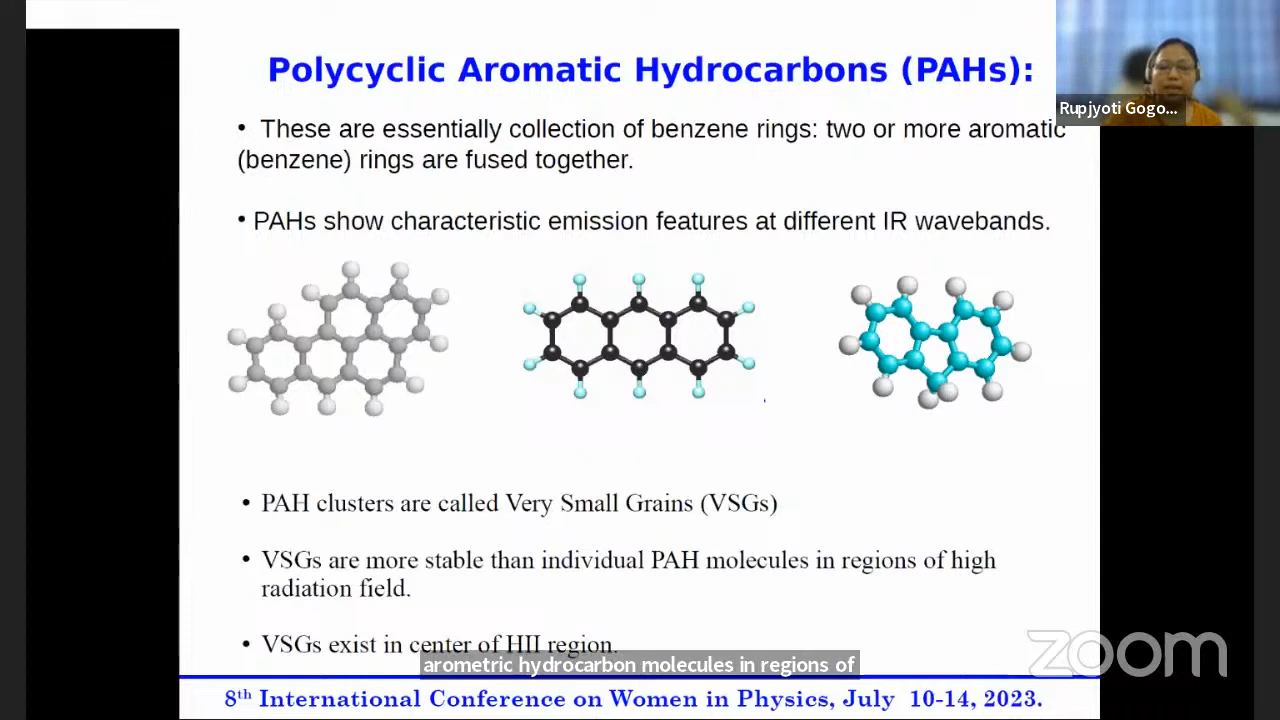 Polycyclic Aromatic Hydrocarbons (PAHs):
Rupjyoti Gogo...
• These are essentially collection of benzene rings: two or more aromatic
(benzene) rings are fused together.
• PAHs show characteristic emission features at different IR wavebands.
• PAH clusters are called Very Small Grains (VSGs)
• VSGs are more stable than individual PAH molecules in regions of high
radiation field.
• VSGs exist in center of HII region.
arometric hydrocarbon molecules in regions of
zoom
8th International Conference on Women in Physics, July 10-14, 2023.